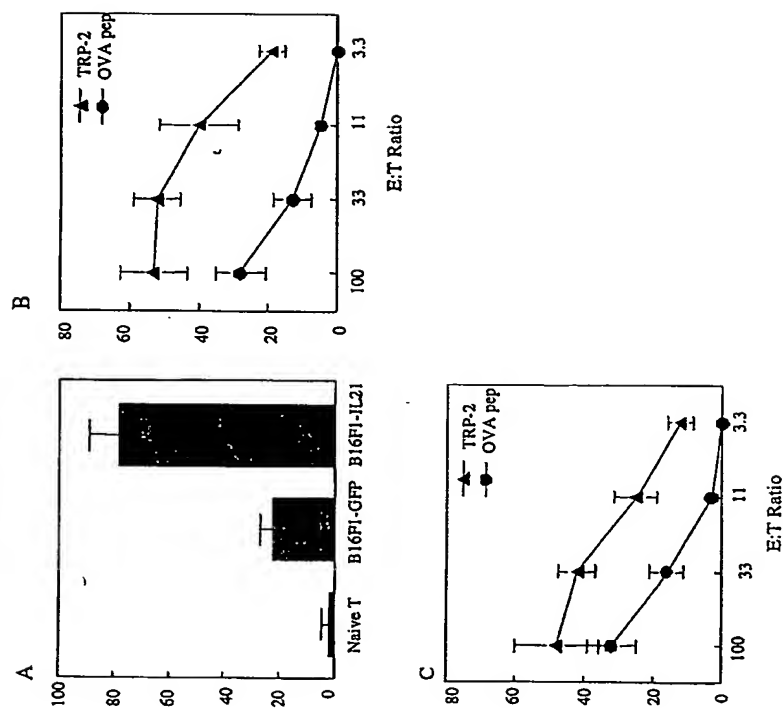 A
100
80
60
40
20
0
Naive T
B16F1-GFP
B16F1-IL21
B
80
60
40
20
0
TRP-2
OVA pep
100
33
11
3.3
E:T Ratio
C
80
60
40
20
0
TRP-2
OVA pep
100
33
11
3.3
E:T Ratio